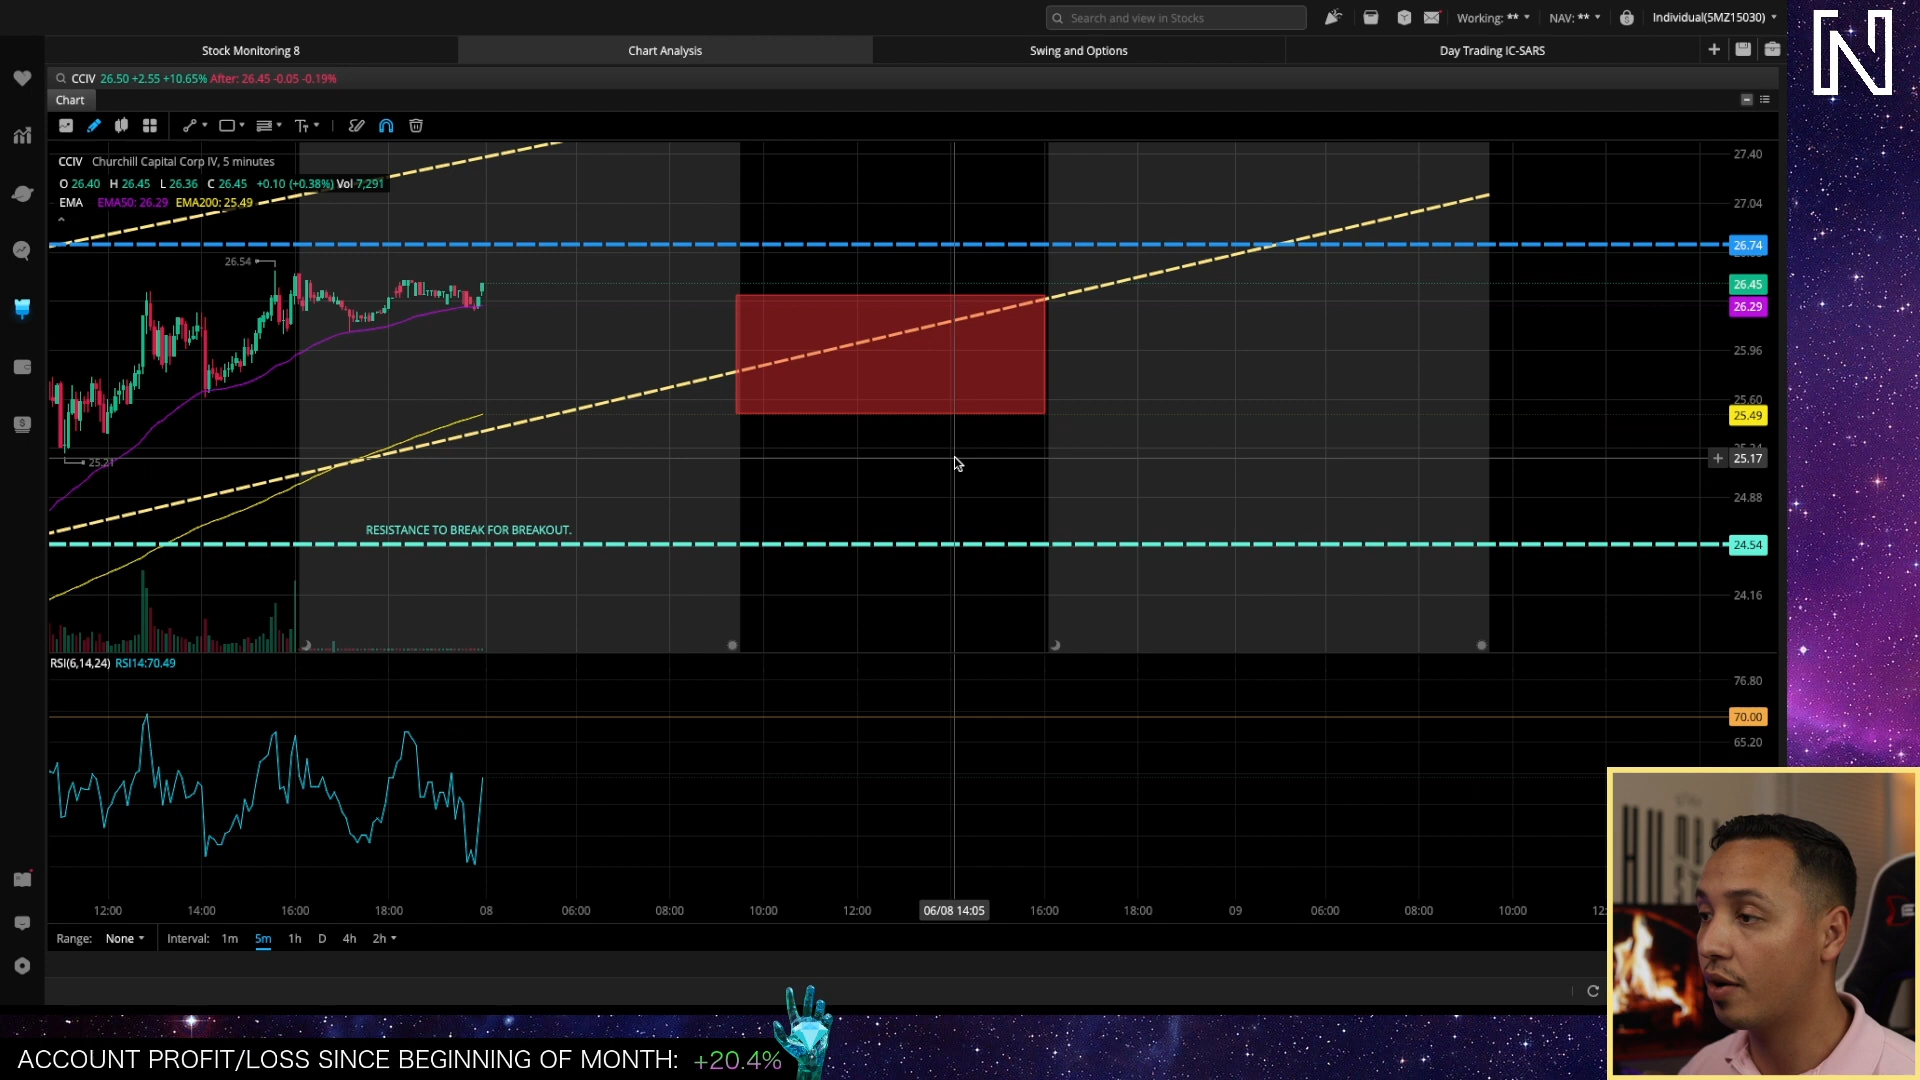 Search and view in Stocks
Working: **
NAV: **
Individual(5MZ15030)
N
Stock Monitoring 8
Chart Analysis
Swing and Options
Day Trading IC-SARS
CCIV 26.50 +2.55 +10.65% After: 26.45 -0.05 -0.19%
Chart
CCIV Churchill Capital Corp IV, 5 minutes
O 26.40 H 26.45 L 26.36 C 26.45 +0.10 (+0.38%) Vol 7,291
EMA EMA50: 26.29 EMA200: 25.49
27.40
27.04
26.74
26.54
26.45
26.29
25.96
25.60
25.49
25.17
25.21
24.88
RESISTANCE TO BREAK FOR BREAKOUT.
24.54
24.16
RSI(6,14,24) RSI14:70.49
76.80
70.00
65.20
12:00 14:00 16:00 18:00 08 06:00 08:00 10:00 12:00 06/08 14:05 16:00 18:00 09 06:00 08:00 10:00
Range: None Interval: 1m 5m 1h D 4h 2h
ACCOUNT PROFIT/LOSS SINCE BEGINNING OF MONTH: +20.4%